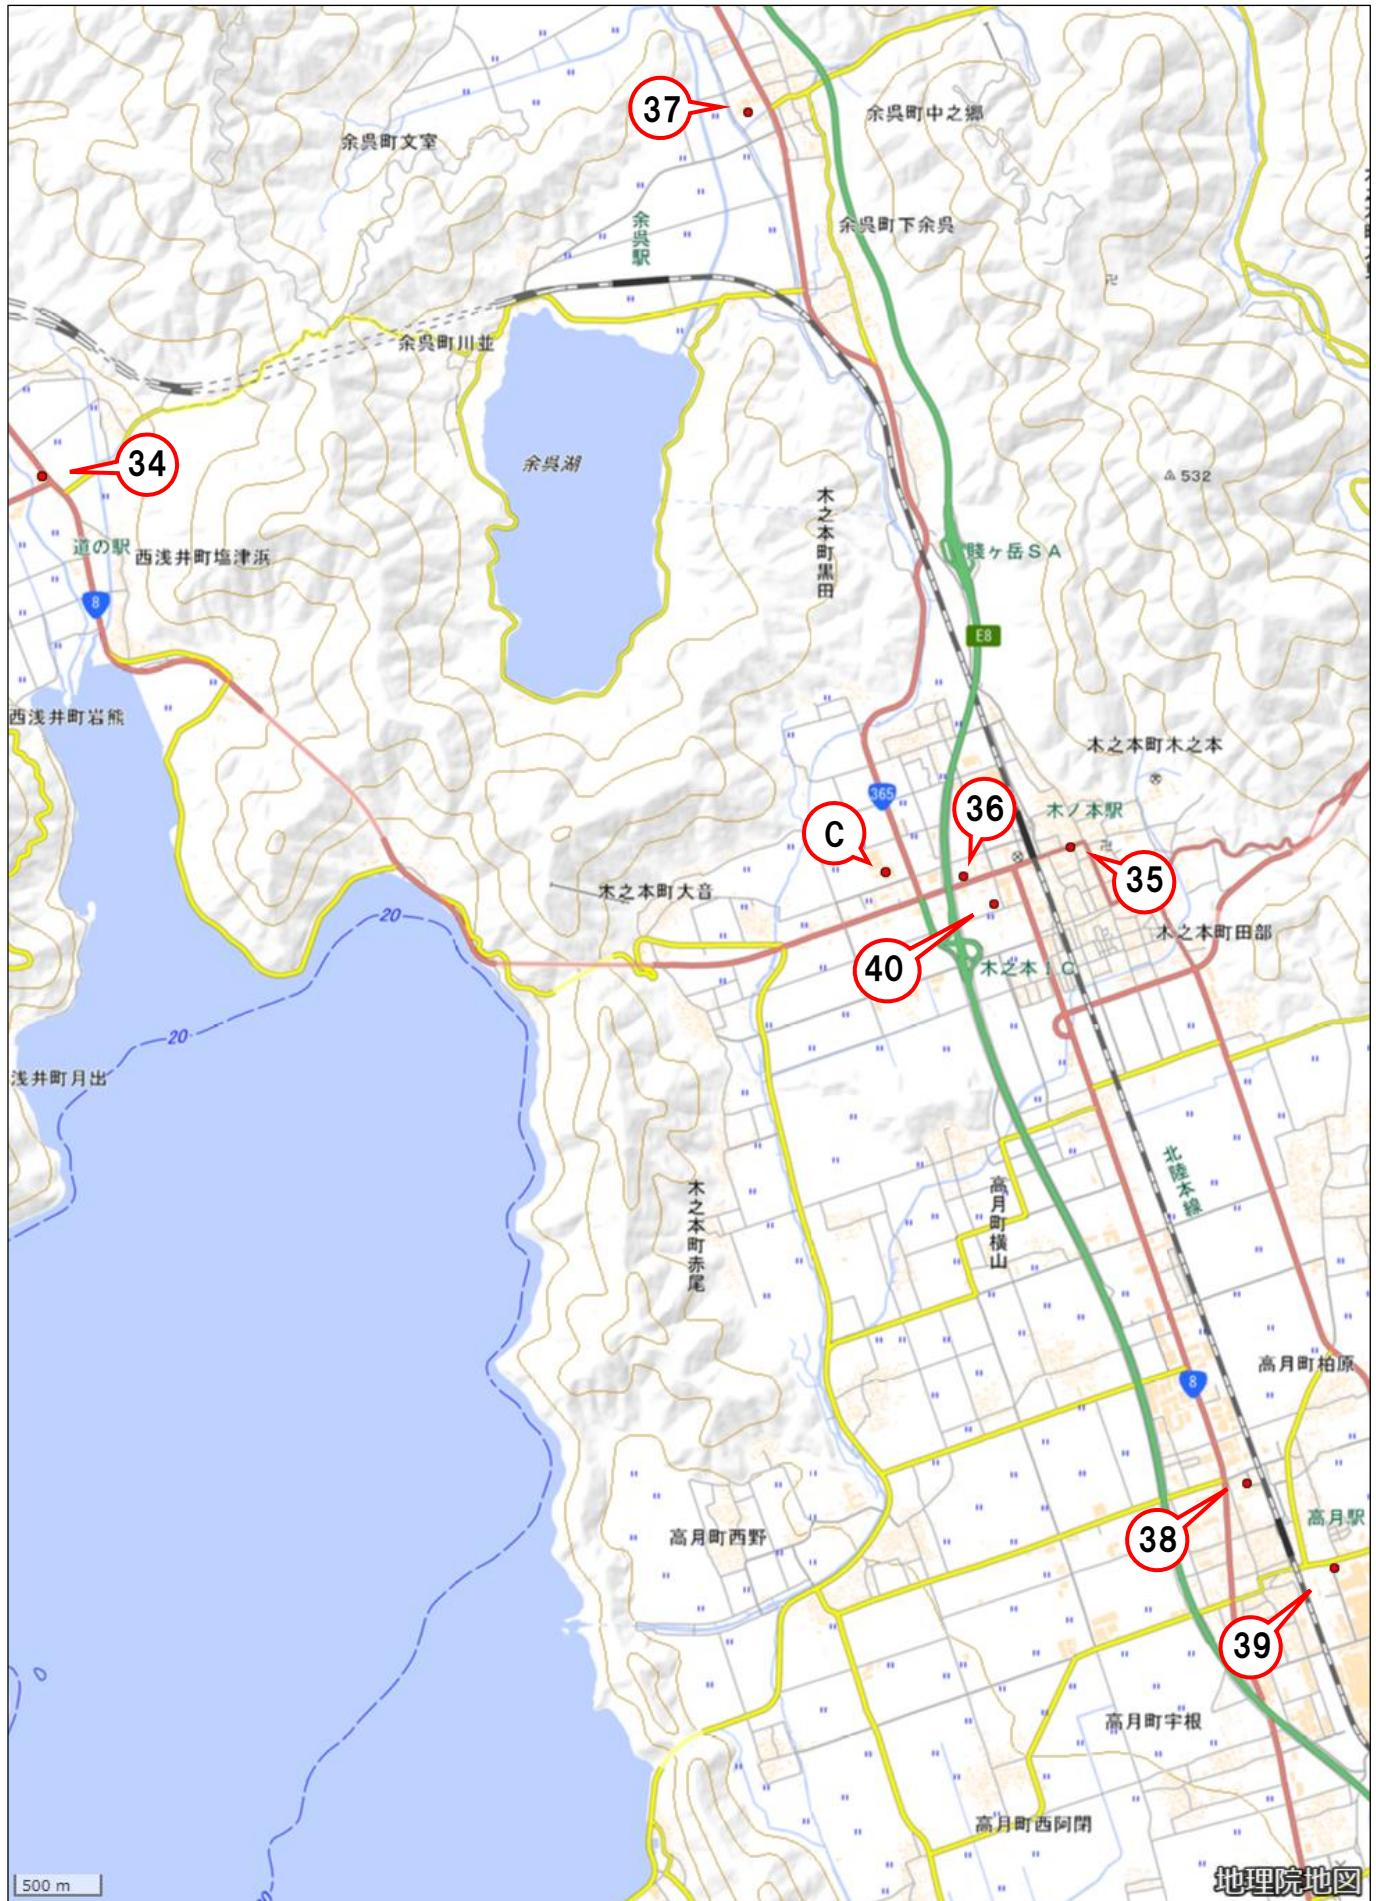 37
余呉町中之郷
余呉町文室
余呉町下余呉
余呉駅
余呉町川並
34
余呉湖
532
木之本町黒田
道の駅
西浅井町塩津浜
賤ヶ岳SA
8
E8
西浅井町岩熊
木之本町木之本
365
36
木ノ本駅
C
35
木之本町大音
20
木之本町田部
40
木之本IC
20
浅井町月出
北陸本線
高月町横山
木之本町赤尾
高月町柏原
8
高月駅
高月町西野
38
39
高月町宇根
高月町西阿閉
500 m
地理院地図